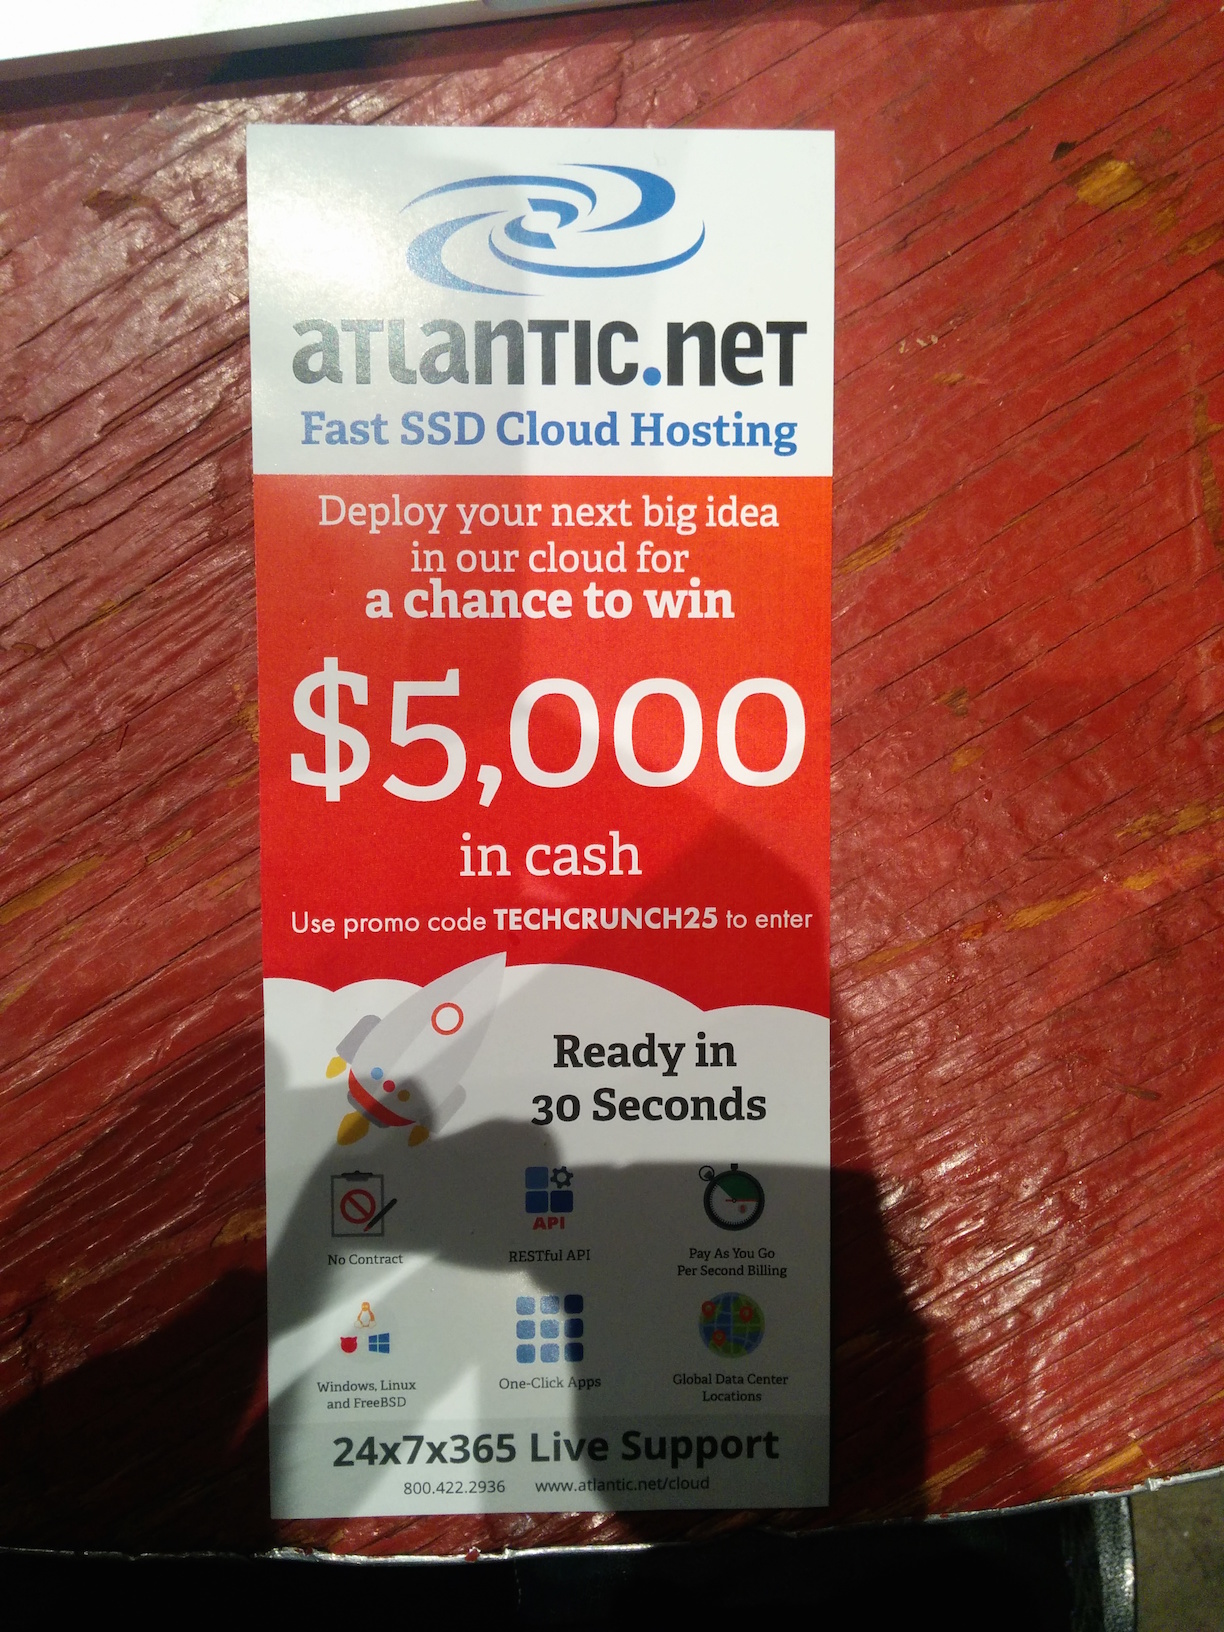 aTLanTIC.neT
Fast SSD Cloud Hosting
Deploy your next big idea
in our cloud for
a chance to win
$5,000
in cash
Use promo code TECHCRUNCH25 to enter
Ready in
30 Seconds
No Contract
API
RESTful API
Pay As You Go
Per Second Billing
Windows, Linux
and FreeBSD
One-Click Apps
Global Data Center
Locations
24x7x365 Live Support
800.422.2936 www.atlantic.net/cloud